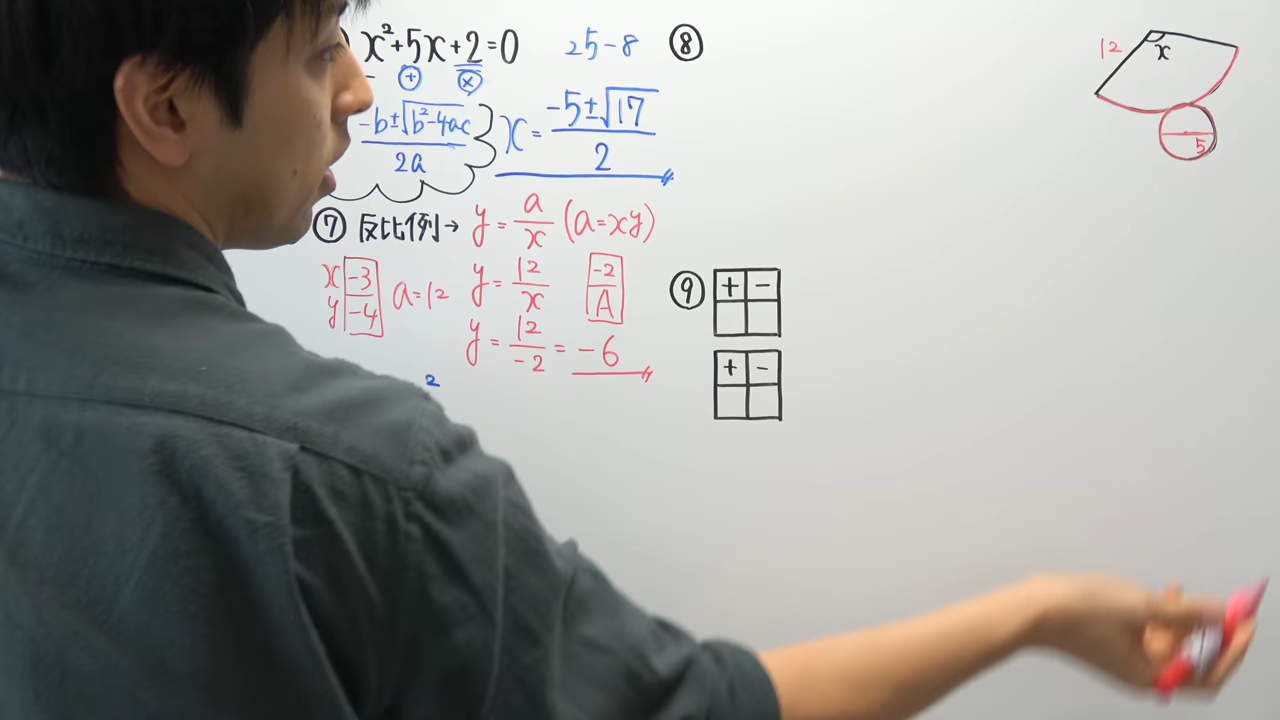 x²+5x+2=0 25-8
+ ×
-b±√b²-4ac
2a
x = -5±√17
2
⑦ 反比例→ y = a/x (a=xy)
x -3
y -4
a=12
y = 12/x
-2
A
y = 12/-2 = -6
2
⑧
12
x
5
⑨ + -
+ -